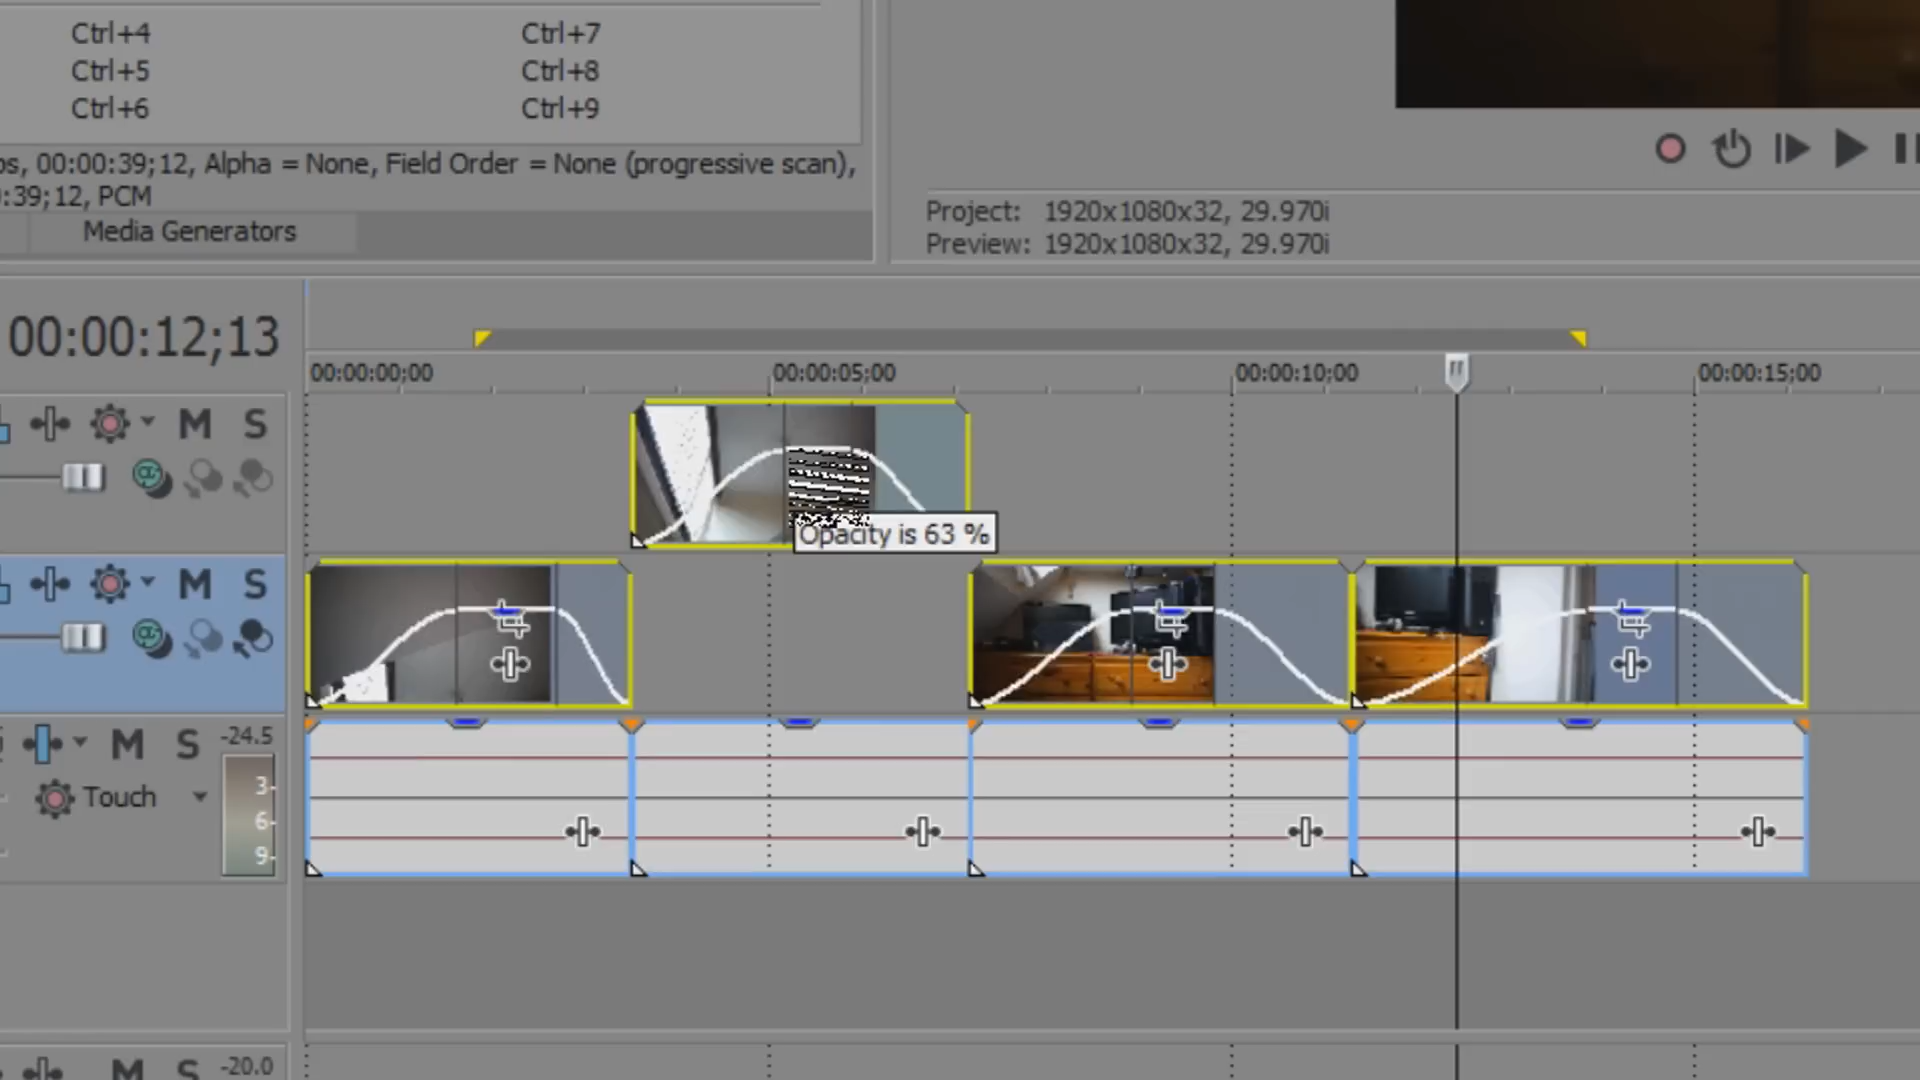 Ctrl+4 Ctrl+7
Ctrl+5 Ctrl+8
Ctrl+6 Ctrl+9
00:00:39;12, Alpha = None, Field Order = None (progressive scan),
:39;12, PCM
Media Generators
Project: 1920x1080x32, 29.970i
Preview: 1920x1080x32, 29.970i
00:00:12;13
00:00:00;00 00:00:05;00 00:00:10;00 00:00:15;00
M S
Opacity is 63 %
M S
M S -24.5
Touch
3-
6-
9-
M S -20.0